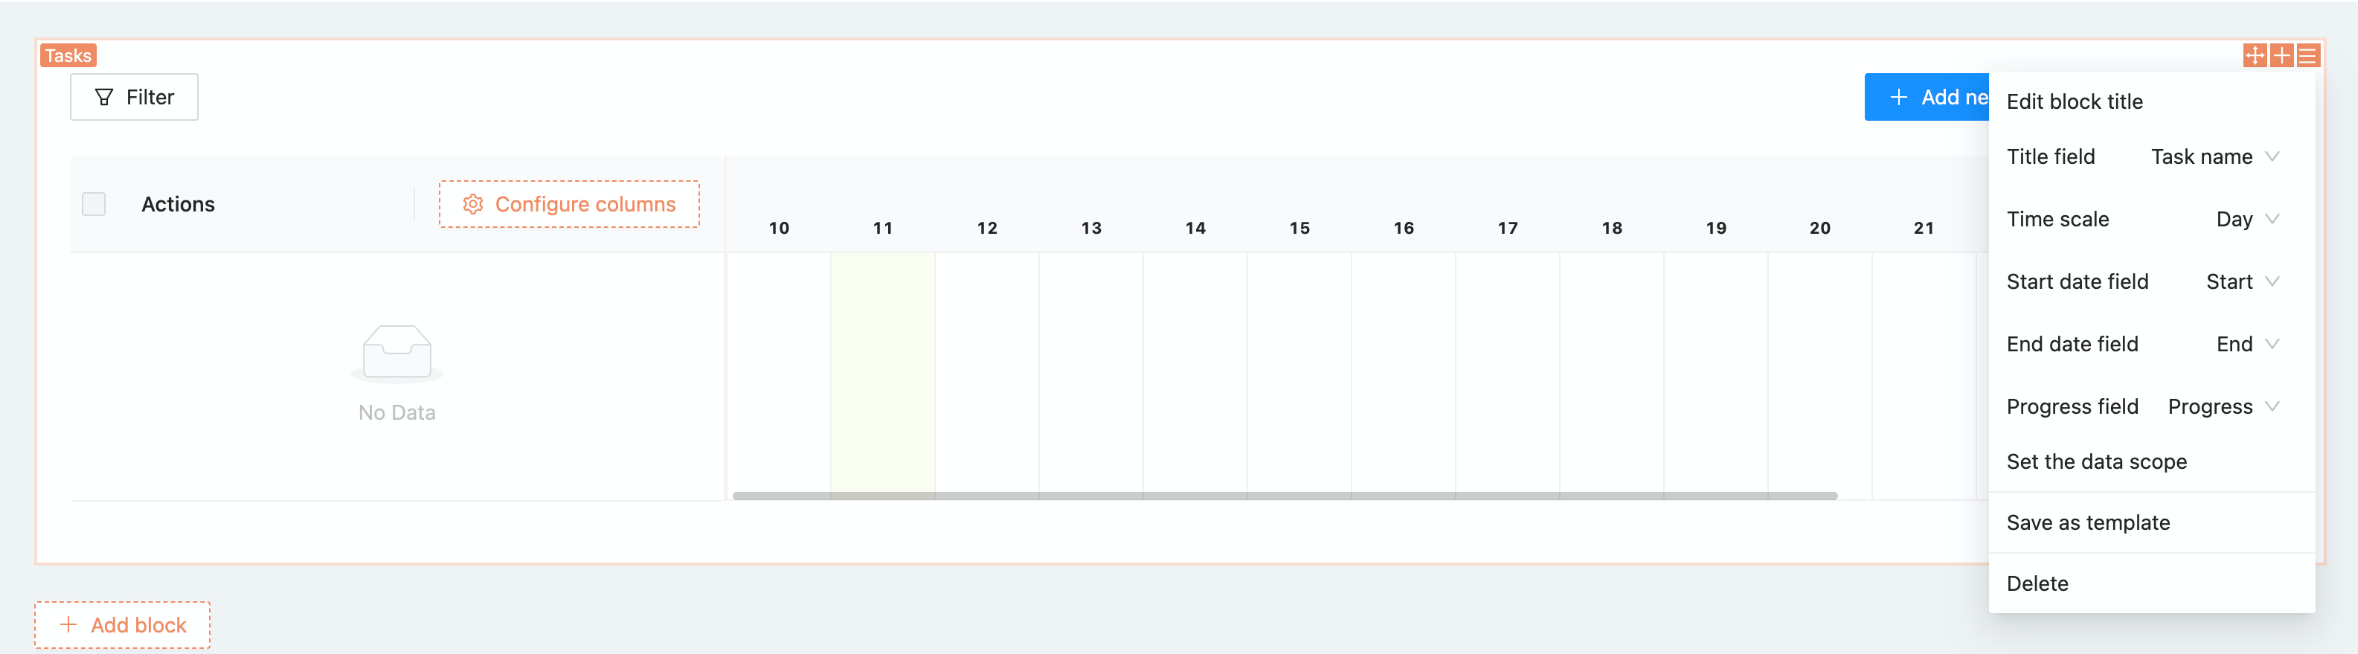 Tasks
Filter
Add ne
Actions
Configure columns
10 11 12 13 14 15 16 17 18 19 20 21
No Data
Edit block title
Title field Task name
Time scale Day
Start date field Start
End date field End
Progress field Progress
Set the data scope
Save as template
Delete
Add block